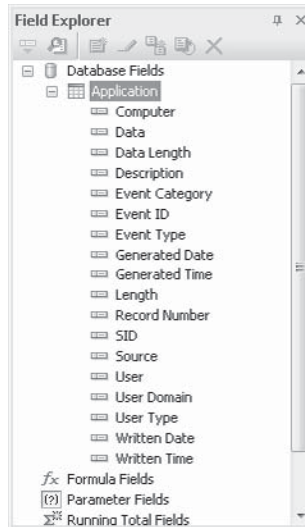 Field Explorer
Database Fields
Application
Computer
Data
Data Length
Description
Event Category
Event ID
Event Type
Generated Date
Generated Time
Length
Record Number
SID
Source
User
User Domain
User Type
Written Date
Written Time
fx Formula Fields
(?) Parameter Fields
Σ Running Total Fields